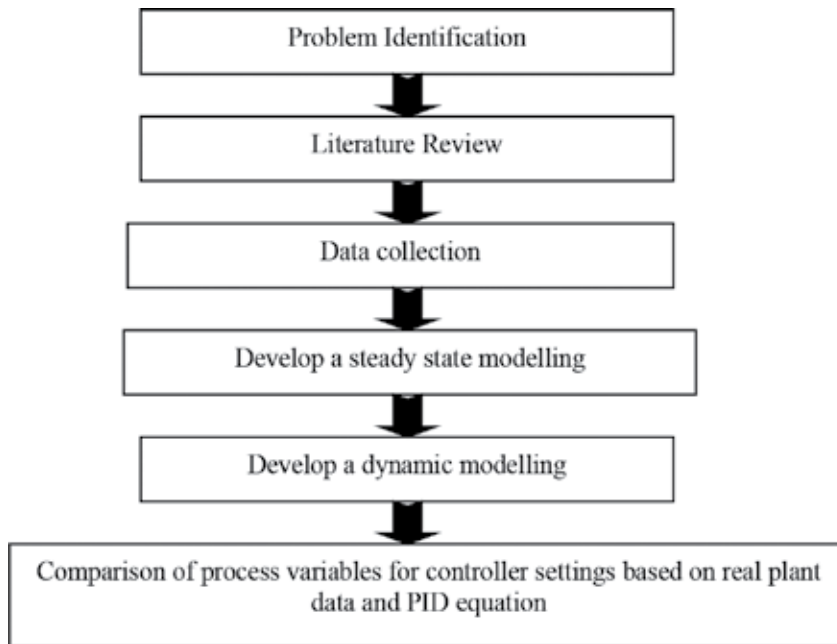 Problem Identification
Literature Review
Data collection
Develop a steady state modelling
Develop a dynamic modelling
Comparison of process variables for controller settings based on real plant
data and PID equation